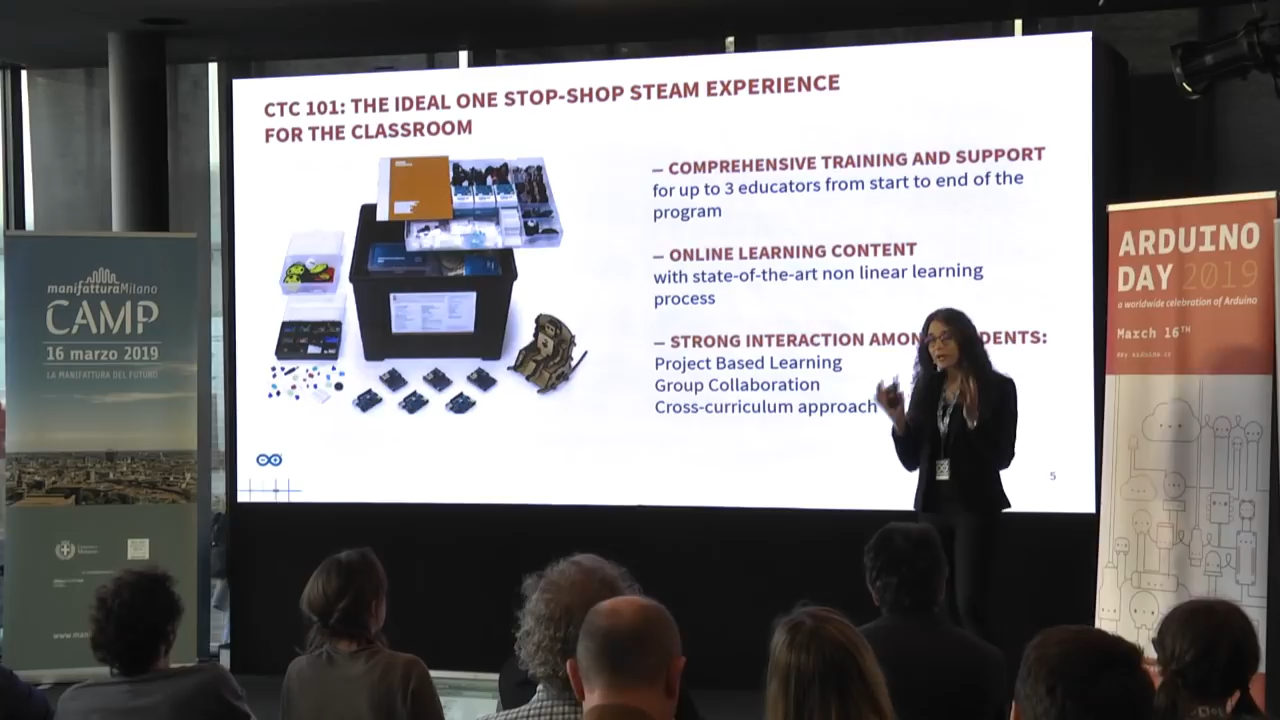 CTC 101: THE IDEAL ONE STOP-SHOP STEAM EXPERIENCE
FOR THE CLASSROOM
– COMPREHENSIVE TRAINING AND SUPPORT
for up to 3 educators from start to end of the
program
– ONLINE LEARNING CONTENT
with state-of-the-art non linear learning
process
– STRONG INTERACTION AMON DENTS:
Project Based Learning
Group Collaboration
Cross-curriculum approach
5
manifatturaMilano
CAMP
16 marzo 2019
LA MANIFATTURA DEL FUTURO
www.man
ARDUINO
DAY 2019
a worldwide celebration of Arduino
March 16TH